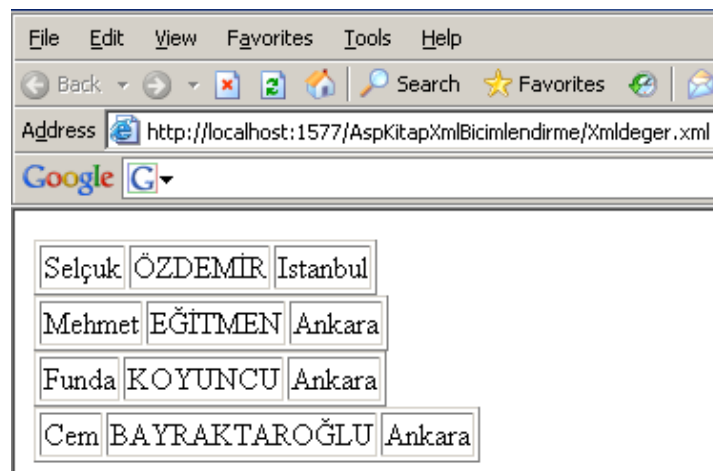 File Edit View Favorites Tools Help
Back Search Favorites
Address http://localhost:1577/AspKitapXmlBicimlendirme/Xmldeger.xml
Google G
Selçuk ÖZDEMİR Istanbul
Mehmet EĞİTMEN Ankara
Funda KOYUNCU Ankara
Cem BAYRAKTAROĞLU Ankara